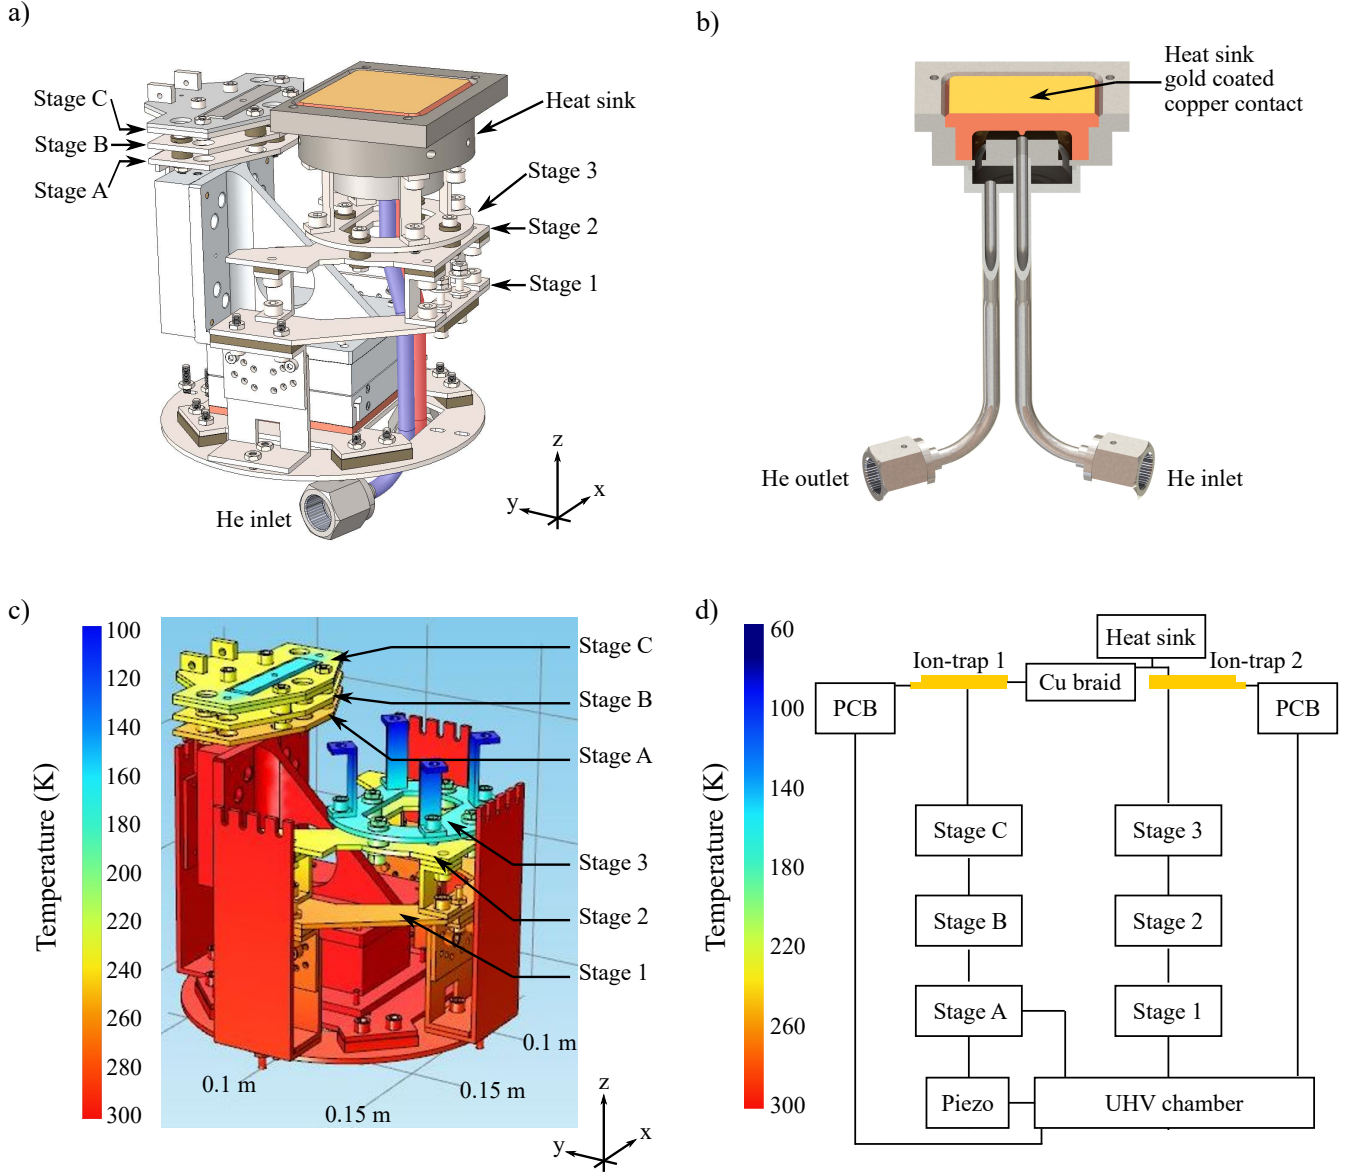 a)
Stage C
Stage B
Stage A
Heat sink
Stage 3
Stage 2
Stage 1
He inlet
z
y
x
b)
Heat sink
gold coated
copper contact
He outlet
He inlet
c)
Temperature (K)
100
120
140
160
180
200
220
240
260
280
300
Stage C
Stage B
Stage A
Stage 3
Stage 2
Stage 1
0.1 m
0.15 m
0.15 m
0.1 m
z
y
x
d)
Temperature (K)
60
100
140
180
220
260
300
Heat sink
Ion-trap 1
Ion-trap 2
Cu braid
PCB
PCB
Stage C
Stage 3
Stage B
Stage 2
Stage A
Stage 1
Piezo
UHV chamber